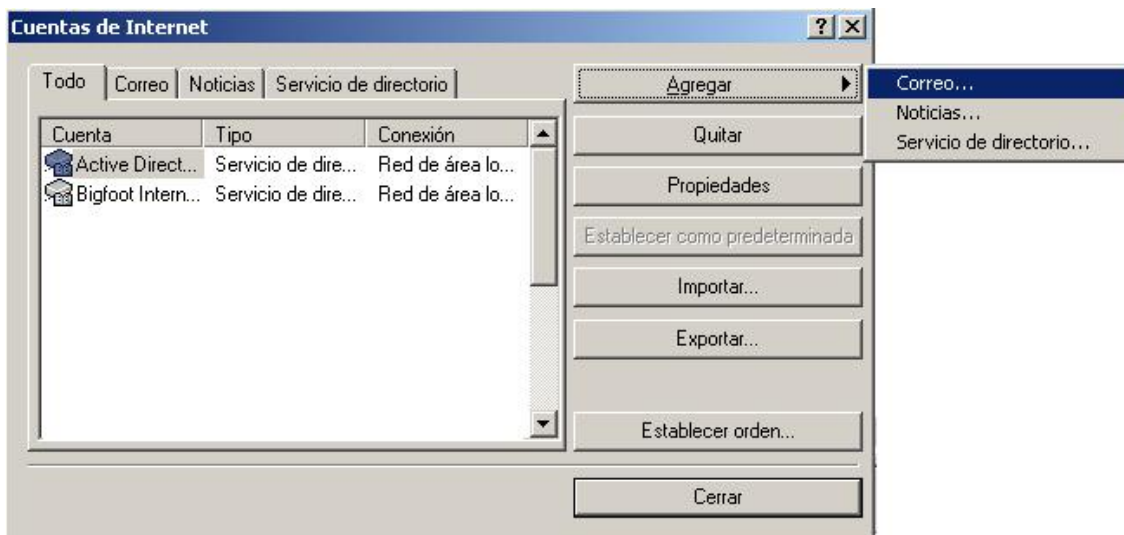 Cuentas de Internet
Todo Correo Noticias Servicio de directorio
Cuenta Tipo Conexión
Active Direct... Servicio de dire... Red de área lo...
Bigfoot Intern... Servicio de dire... Red de área lo...
Agregar
Quitar
Propiedades
Establecer como predeterminada
Importar...
Exportar...
Establecer orden...
Cerrar
Correo...
Noticias...
Servicio de directorio...